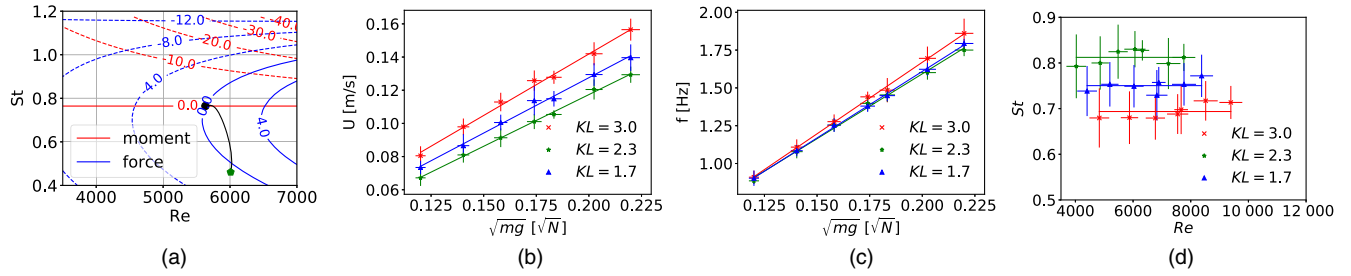 1.2
1.0
0.8
0.6
0.4
St
4000
5000
6000
7000
Re
-12.0
-8.0
-4.0
0.0
4.0
-40.0
-30.0
-20.0
-10.0
0.0
moment
force
(a)
0.16
0.14
0.12
0.10
0.08
0.06
U [m/s]
0.125
0.150
0.175
0.200
0.225
√mg [√N]
KL = 3.0
KL = 2.3
KL = 1.7
(b)
2.00
1.75
1.50
1.25
1.00
f [Hz]
0.125
0.150
0.175
0.200
0.225
√mg [√N]
KL = 3.0
KL = 2.3
KL = 1.7
(c)
0.9
0.8
0.7
0.6
0.5
St
4000
6000
8000
10 000
12 000
Re
KL = 3.0
KL = 2.3
KL = 1.7
(d)